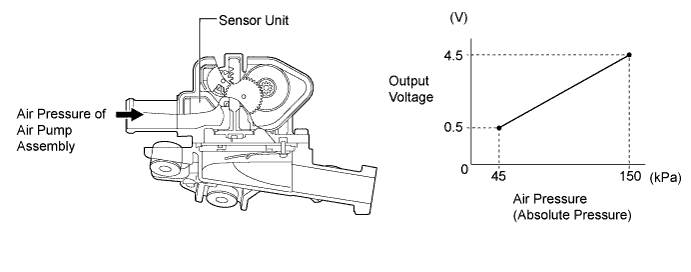 Sensor Unit
Air Pressure of
Air Pump
Assembly
(V)
4.5
Output
Voltage
0.5
0
45
150
(kPa)
Air Pressure
(Absolute Pressure)